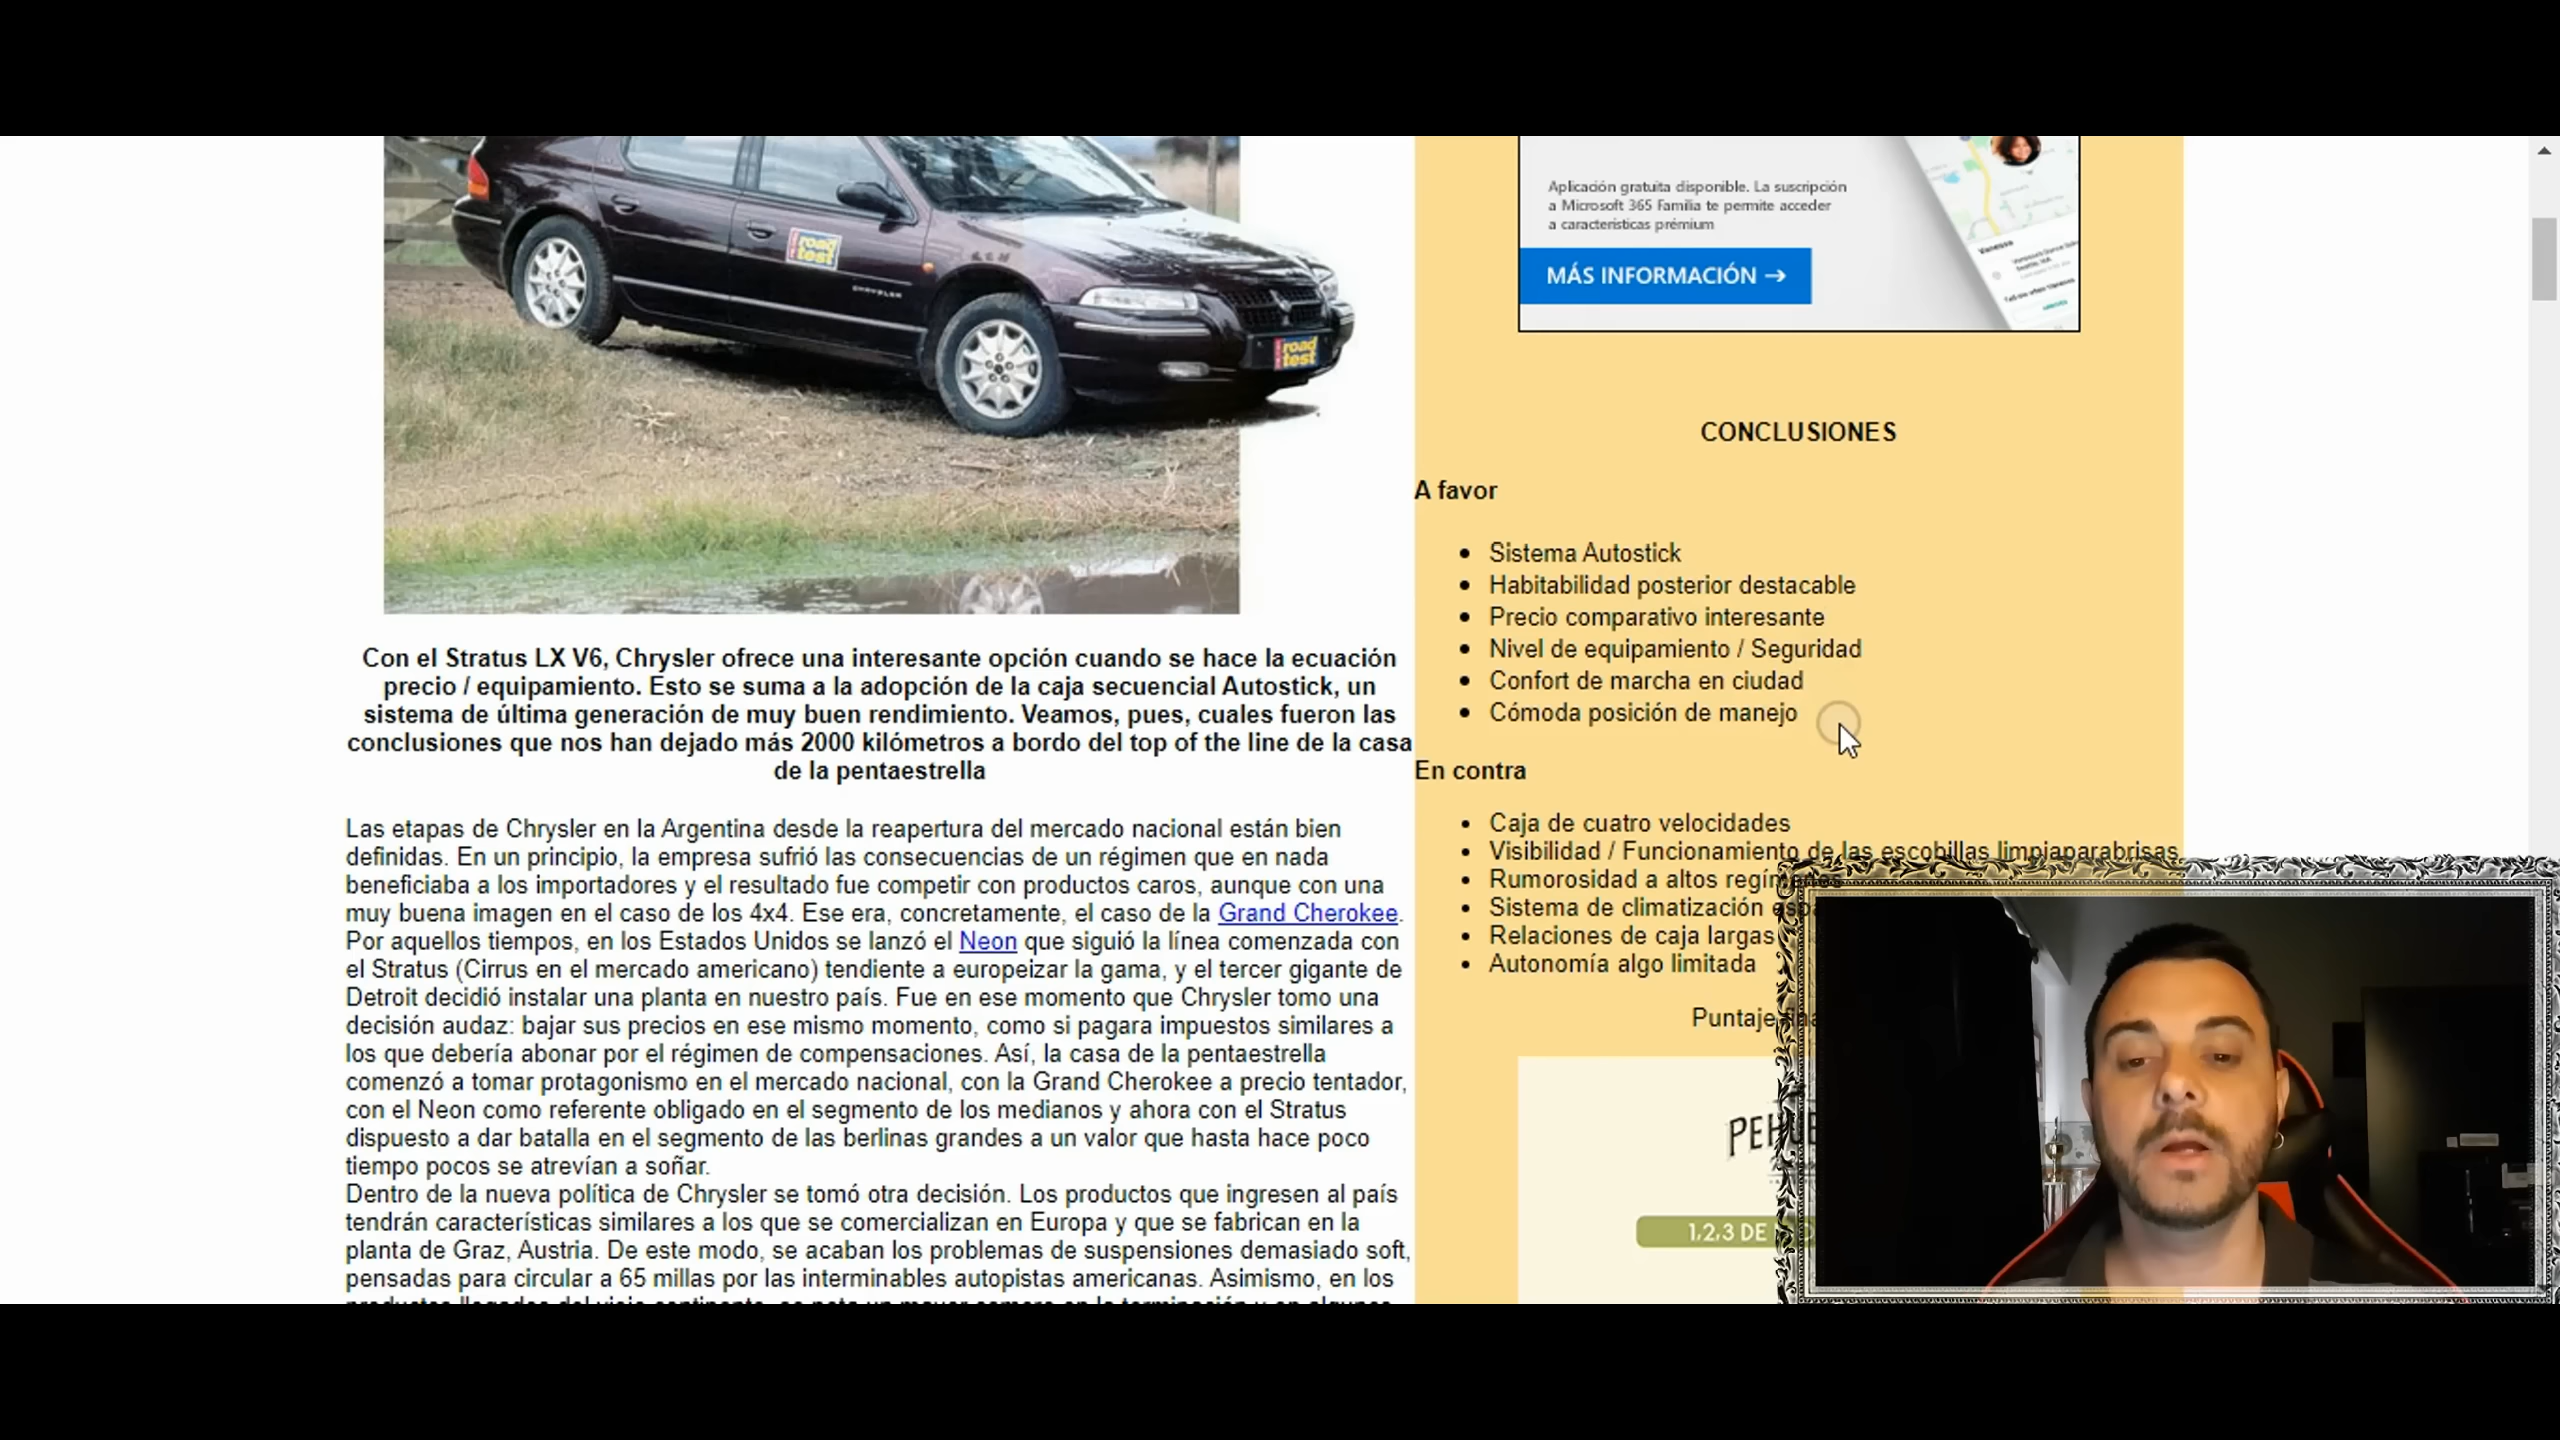 road
test
CHRYSLER
road
test
Con el Stratus LX V6, Chrysler ofrece una interesante opción cuando se hace la ecuación
precio / equipamiento. Esto se suma a la adopción de la caja secuencial Autostick, un
sistema de última generación de muy buen rendimiento. Veamos, pues, cuales fueron las
conclusiones que nos han dejado más 2000 kilómetros a bordo del top of the line de la casa
de la pentaestrella
Las etapas de Chrysler en la Argentina desde la reapertura del mercado nacional están bien
definidas. En un principio, la empresa sufrió las consecuencias de un régimen que en nada
beneficiaba a los importadores y el resultado fue competir con productos caros, aunque con una
muy buena imagen en el caso de los 4x4. Ese era, concretamente, el caso de la Grand Cherokee.
Por aquellos tiempos, en los Estados Unidos se lanzó el Neon que siguió la línea comenzada con
el Stratus (Cirrus en el mercado americano) tendiente a europeizar la gama, y el tercer gigante de
Detroit decidió instalar una planta en nuestro país. Fue en ese momento que Chrysler tomo una
decisión audaz: bajar sus precios en ese mismo momento, como si pagara impuestos similares a
los que debería abonar por el régimen de compensaciones. Así, la casa de la pentaestrella
comenzó a tomar protagonismo en el mercado nacional, con la Grand Cherokee a precio tentador,
con el Neon como referente obligado en el segmento de los medianos y ahora con el Stratus
dispuesto a dar batalla en el segmento de las berlinas grandes a un valor que hasta hace poco
tiempo pocos se atrevían a soñar.
Dentro de la nueva política de Chrysler se tomó otra decisión. Los productos que ingresen al país
tendrán características similares a los que se comercializan en Europa y que se fabrican en la
planta de Graz, Austria. De este modo, se acaban los problemas de suspensiones demasiado soft,
pensadas para circular a 65 millas por las interminables autopistas americanas. Asimismo, en los
Aplicación gratuita disponible. La suscripción
a Microsoft 365 Familia te permite acceder
a características prémium
MÁS INFORMACIÓN →
Vanessa
CONCLUSIONES
A favor
• Sistema Autostick
• Habitabilidad posterior destacable
• Precio comparativo interesante
• Nivel de equipamiento / Seguridad
• Confort de marcha en ciudad
• Cómoda posición de manejo
En contra
• Caja de cuatro velocidades
• Visibilidad / Funcionamiento de las escobillas limpiaparabrisas
• Rumorosidad a altos regímenes
• Sistema de climatización
• Relaciones de caja largas
• Autonomía algo limitada
Puntaje
PEHUE
1,2,3 DE